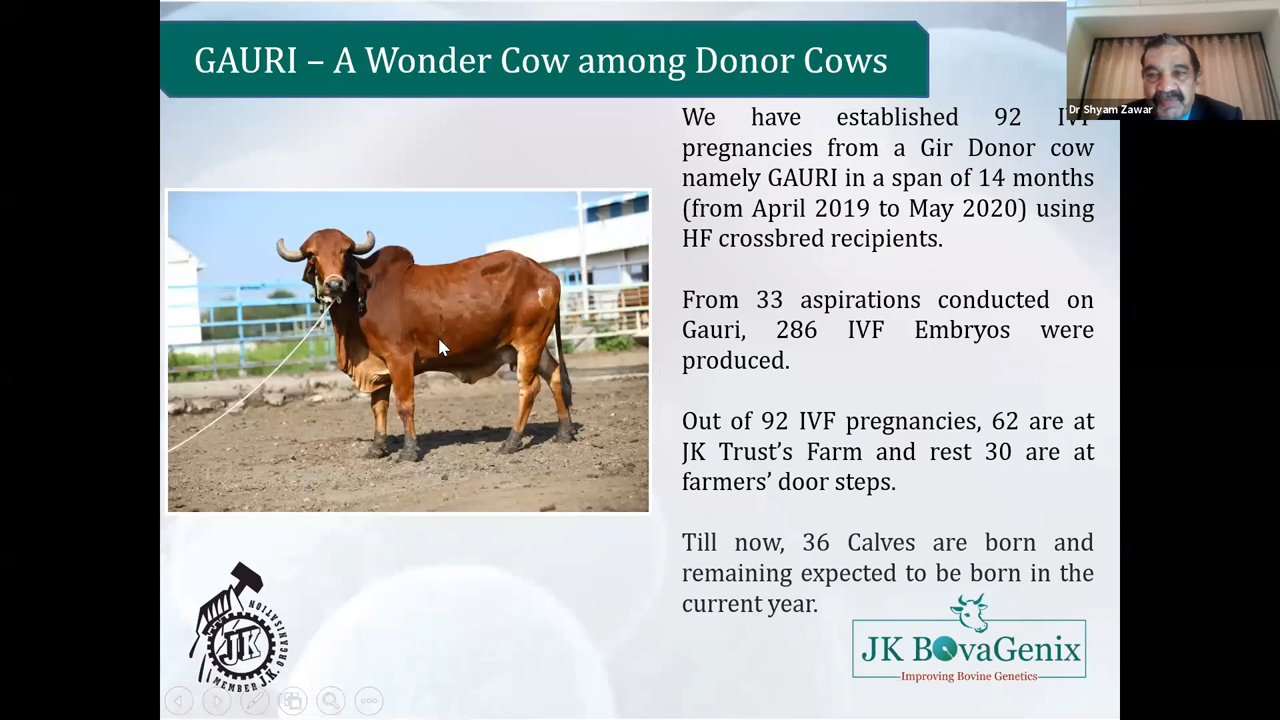 GAURI – A Wonder Cow among Donor Cows
Dr Shyam Zawar
We have established 92 IVF
pregnancies from a Gir Donor cow
namely GAURI in a span of 14 months
(from April 2019 to May 2020) using
HF crossbred recipients.
From 33 aspirations conducted on
Gauri, 286 IVF Embryos were
produced.
Out of 92 IVF pregnancies, 62 are at
JK Trust’s Farm and rest 30 are at
farmers’ door steps.
Till now, 36 Calves are born and
remaining expected to be born in the
current year.
JK
MEMBER J.K. ORGANISATION
JK BovaGenix
Improving Bovine Genetics